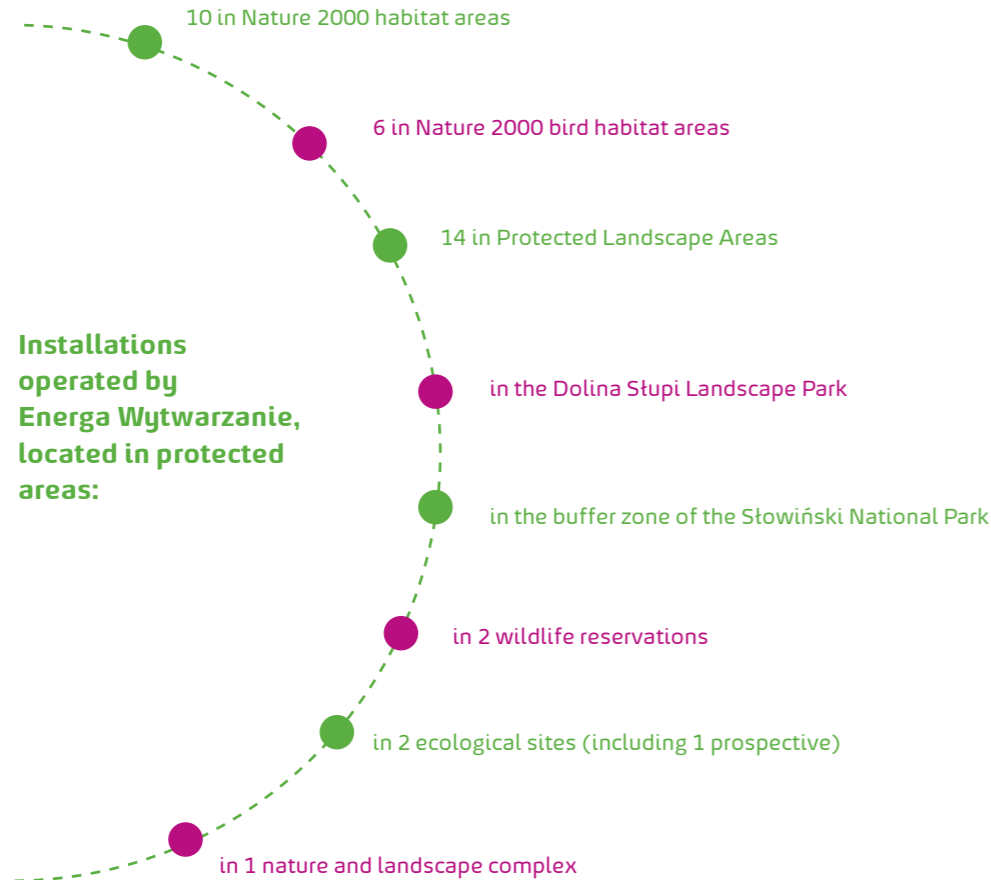 10 in Nature 2000 habitat areas
6 in Nature 2000 bird habitat areas
14 in Protected Landscape Areas
Installations
operated by
Energa Wytwarzanie,
located in protected
areas:
in the Dolina Słupi Landscape Park
in the buffer zone of the Słowiński National Park
in 2 wildlife reservations
in 2 ecological sites (including 1 prospective)
in 1 nature and landscape complex